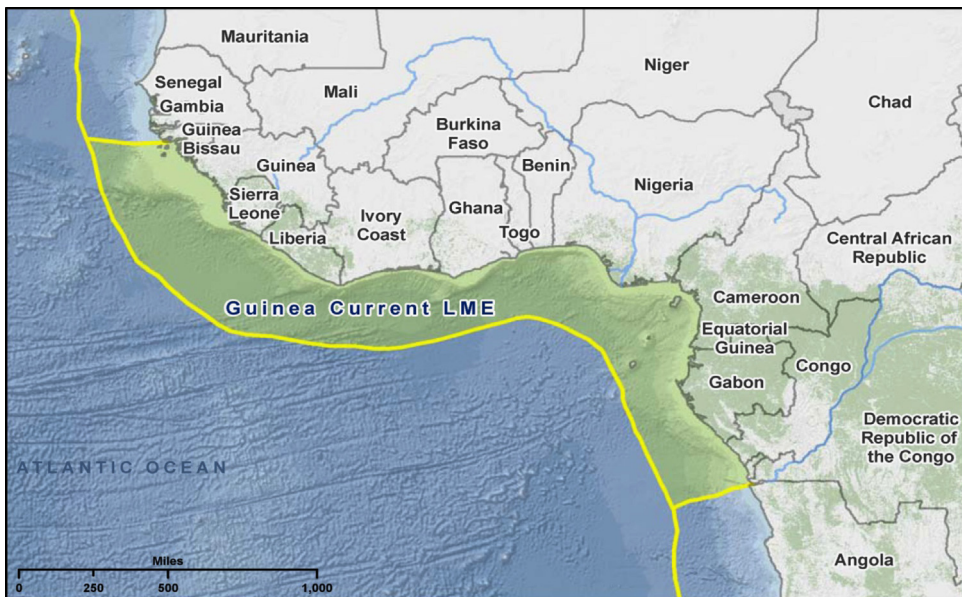 Mauritania
Senegal
Gambia
Guinea
Bissau
Guinea
Mali
Niger
Chad
Burkina
Faso
Benin
Nigeria
Sierra
Leone
Liberia
Ivory
Coast
Ghana
Togo
Central African
Republic
Cameroon
Equatorial
Guinea
Gabon
Congo
Democratic
Republic of
the Congo
Angola
Guinea Current LME
ATLANTIC OCEAN
Miles
0 250 500 1,000